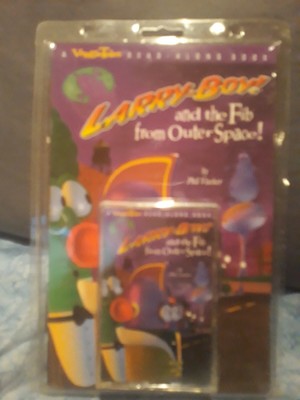 A VeggieTales READ-ALONG BOOK
LARRY-BOY!
and the Fib
from Outer Space!
by
Phil Vischer
A VeggieTales READ-ALONG BOOK
LARRY-BOY!
and the Fib
from Outer Space!